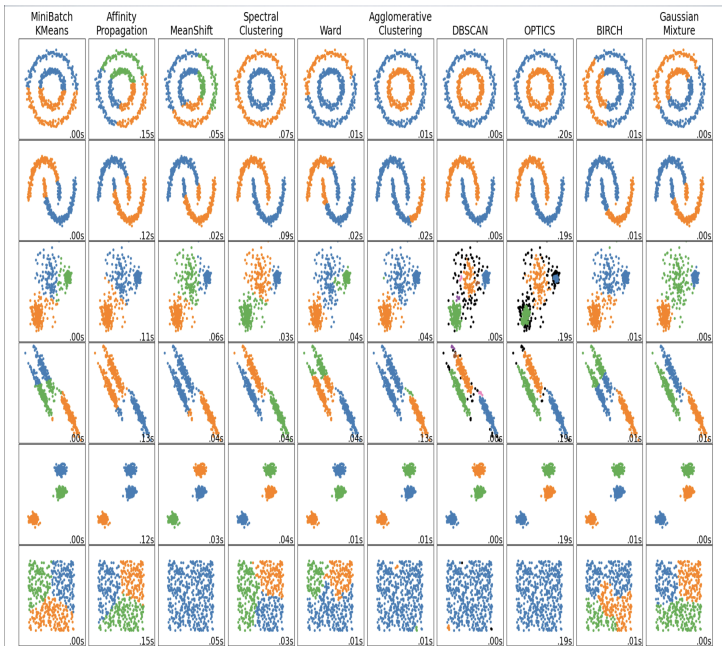 MiniBatch
KMeans
Affinity
Propagation
MeanShift
Spectral
Clustering
Ward
Agglomerative
Clustering
DBSCAN
OPTICS
BIRCH
Gaussian
Mixture
.00s .15s .05s .07s .01s .01s .00s .20s .01s .00s
.00s .12s .02s .09s .02s .02s .00s .19s .01s .00s
.00s .11s .06s .03s .04s .04s .00s .19s .01s .00s
.00s .13s .04s .04s .04s .13s .00s .19s .01s .01s
.00s .12s .03s .04s .01s .01s .00s .19s .01s .00s
.00s .15s .05s .03s .01s .01s .00s .19s .01s .00s